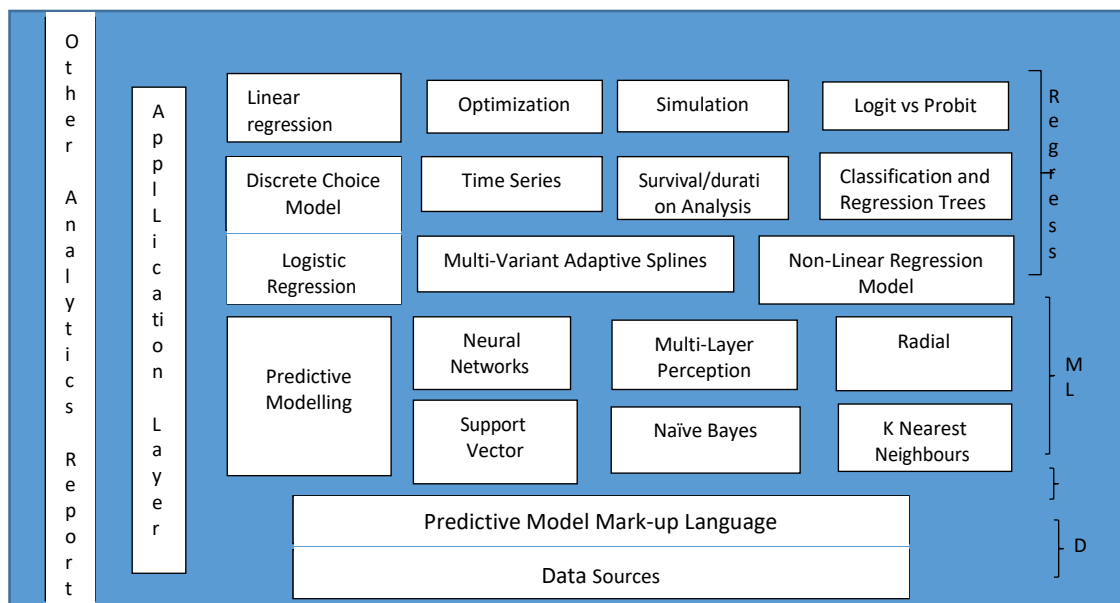 Other Analytics Report
AppLication Layer
Linear
regression
Optimization
Simulation
Logit vs Probit
Discrete Choice
Model
Time Series
Survival/durati
on Analysis
Classification and
Regression Trees
Logistic
Regression
Multi-Variant Adaptive Splines
Non-Linear Regression
Model
Regress
Predictive
Modelling
Neural
Networks
Multi-Layer
Perception
Radial
Support
Vector
Naïve Bayes
K Nearest
Neighbours
ML
Predictive Model Mark-up Language
Data Sources
D